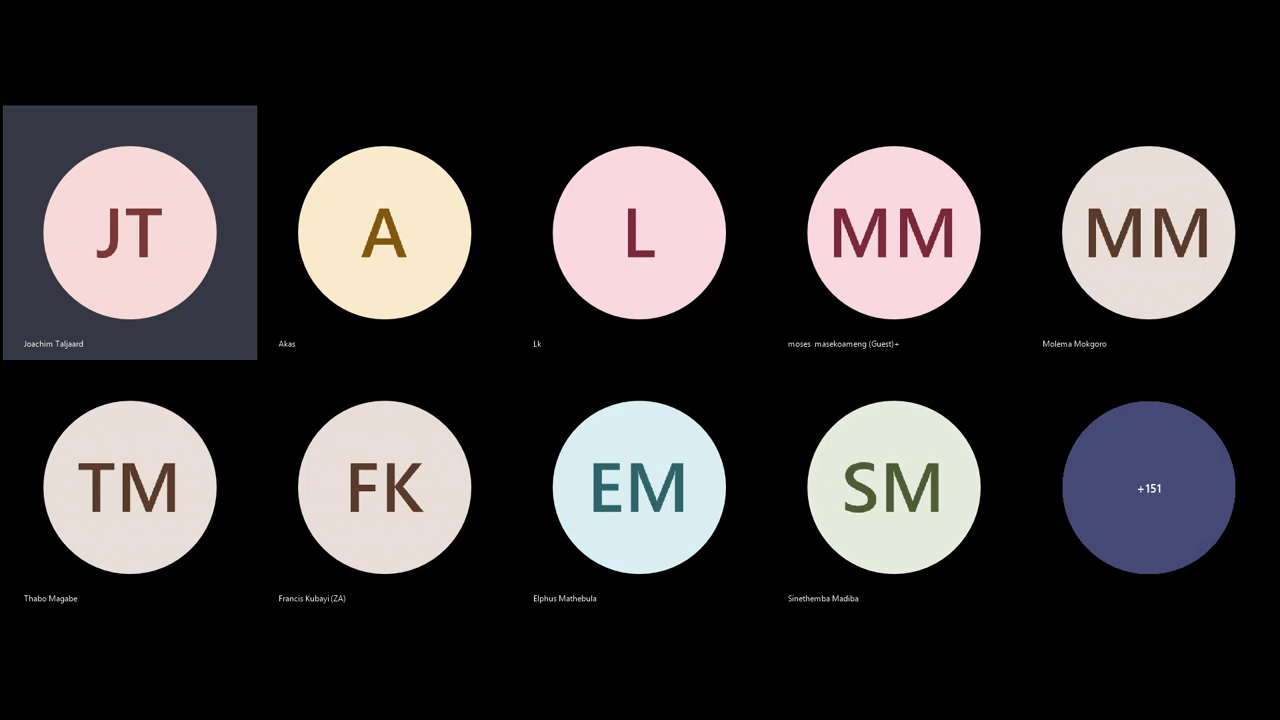 JT
A
L
MM
MM
Joachim Taljaard
Akas
Lk
moses masekoameng (Guest)+
Molema Mokgoro
TM
FK
EM
SM
+151
Thabo Magabe
Francis Kubayi (ZA)
Elphus Mathebula
Sinethemba Madiba